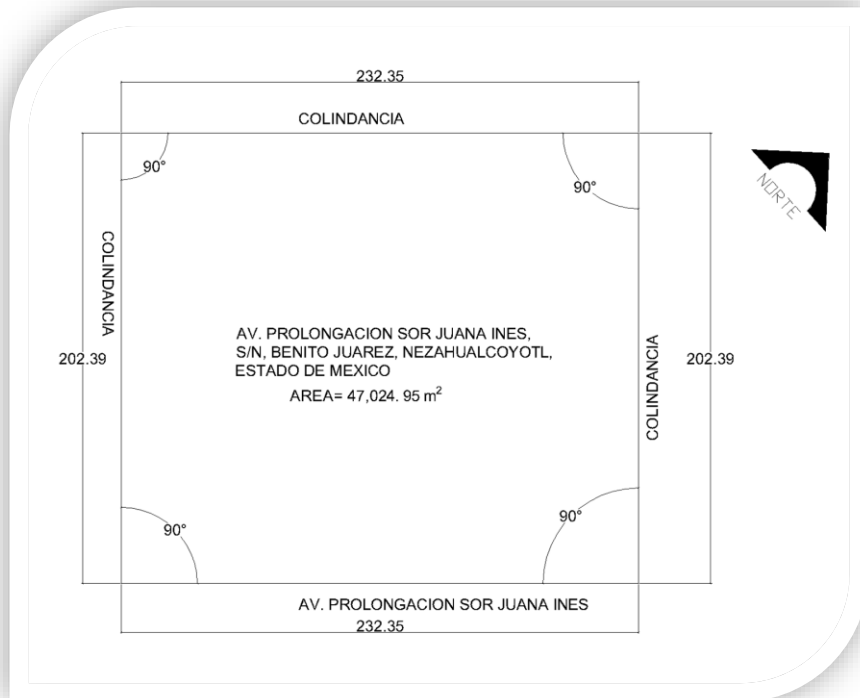 232.35
COLINDANCIA
90°
90°
NORTE
COLINDANCIA
AV. PROLONGACION SOR JUANA INES,
S/N, BENITO JUAREZ, NEZAHUALCOYOTL,
ESTADO DE MEXICO
AREA= 47,024. 95 m²
202.39
COLINDANCIA
202.39
90°
90°
AV. PROLONGACION SOR JUANA INES
232.35